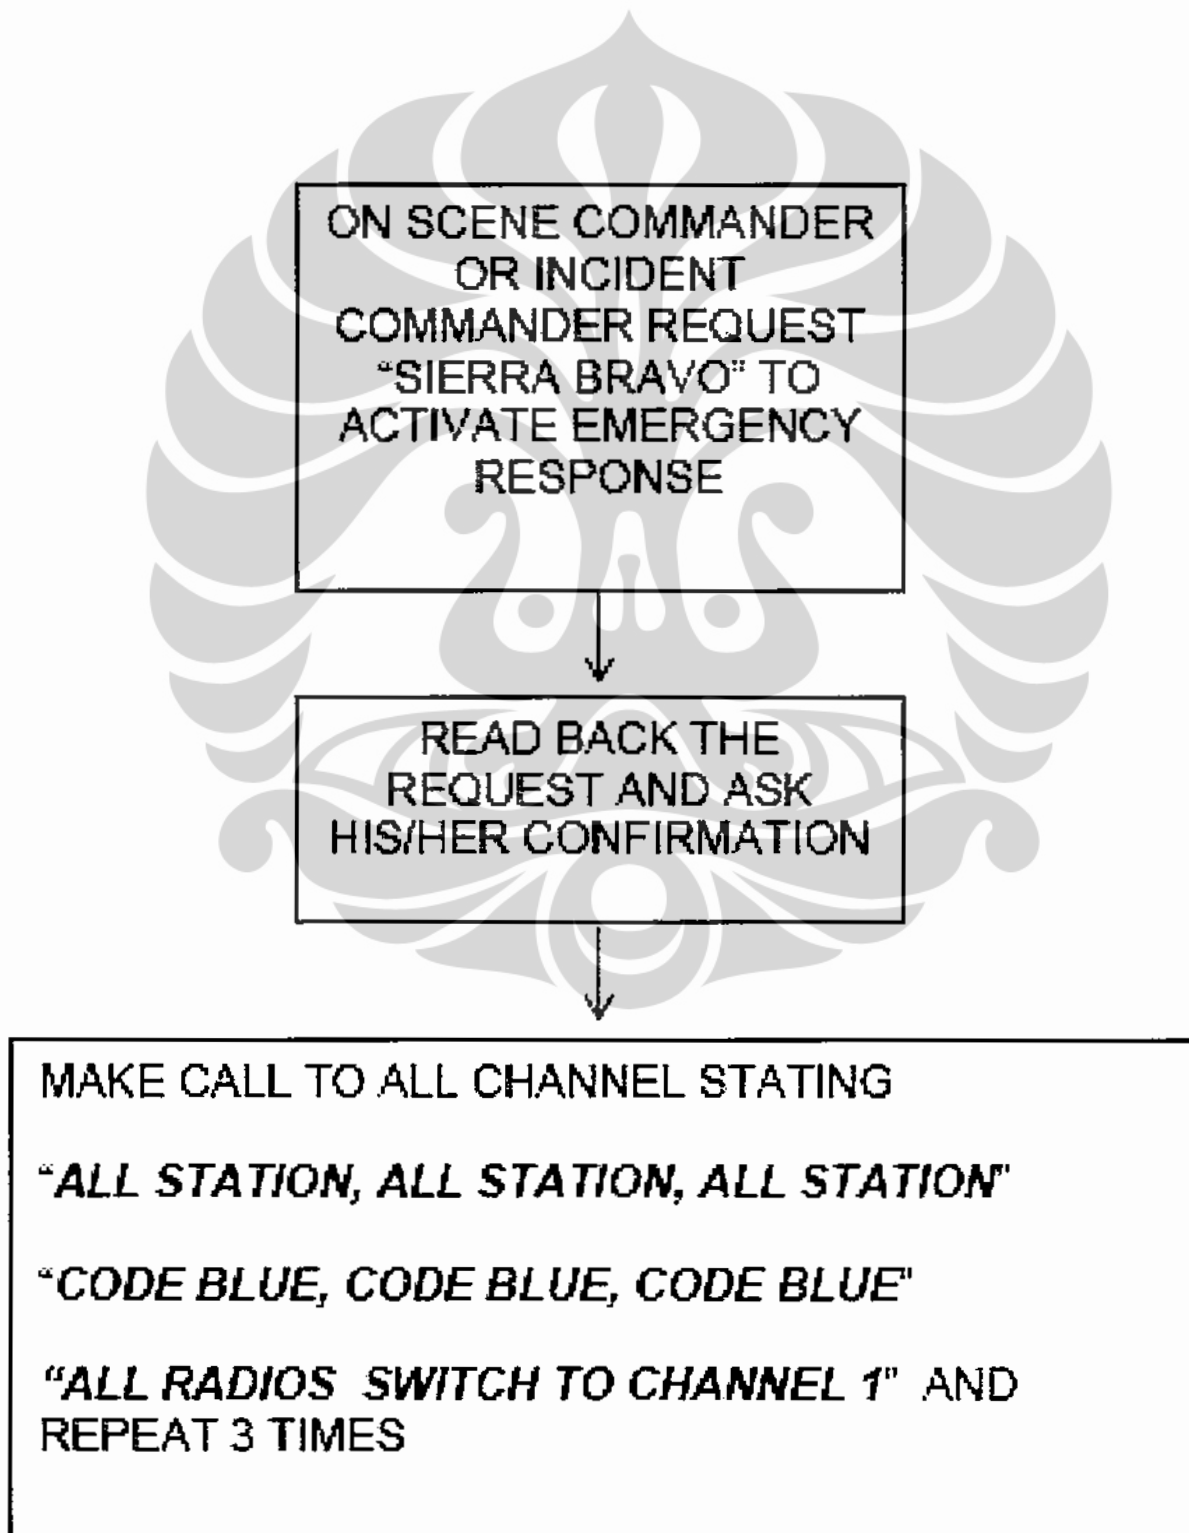 ON SCENE COMMANDER
OR INCIDENT
COMMANDER REQUEST
“SIERRA BRAVO” TO
ACTIVATE EMERGENCY
RESPONSE
READ BACK THE
REQUEST AND ASK
HIS/HER CONFIRMATION
MAKE CALL TO ALL CHANNEL STATING
“ALL STATION, ALL STATION, ALL STATION”
“CODE BLUE, CODE BLUE, CODE BLUE”
“ALL RADIOS SWITCH TO CHANNEL 1” AND
REPEAT 3 TIMES